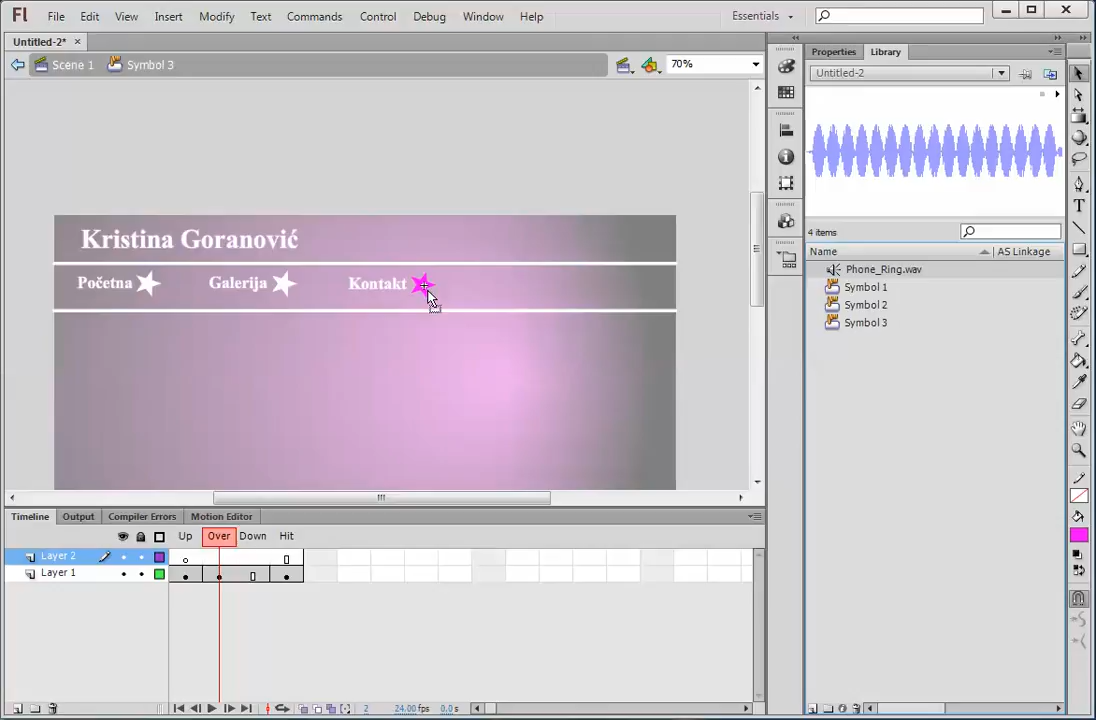 Fl File Edit View Insert Modify Text Commands Control Debug Window Help Essentials
Untitled-2* ×
Scene 1 Symbol 3 70%
Properties Library
Untitled-2
Kristina Goranović
Početna Galerija Kontakt
4 items
Name AS Linkage
Phone_Ring.wav
Symbol 1
Symbol 2
Symbol 3
Timeline Output Compiler Errors Motion Editor
Up Over Down Hit
Layer 2
Layer 1
2 24.00 fps 0.0 s